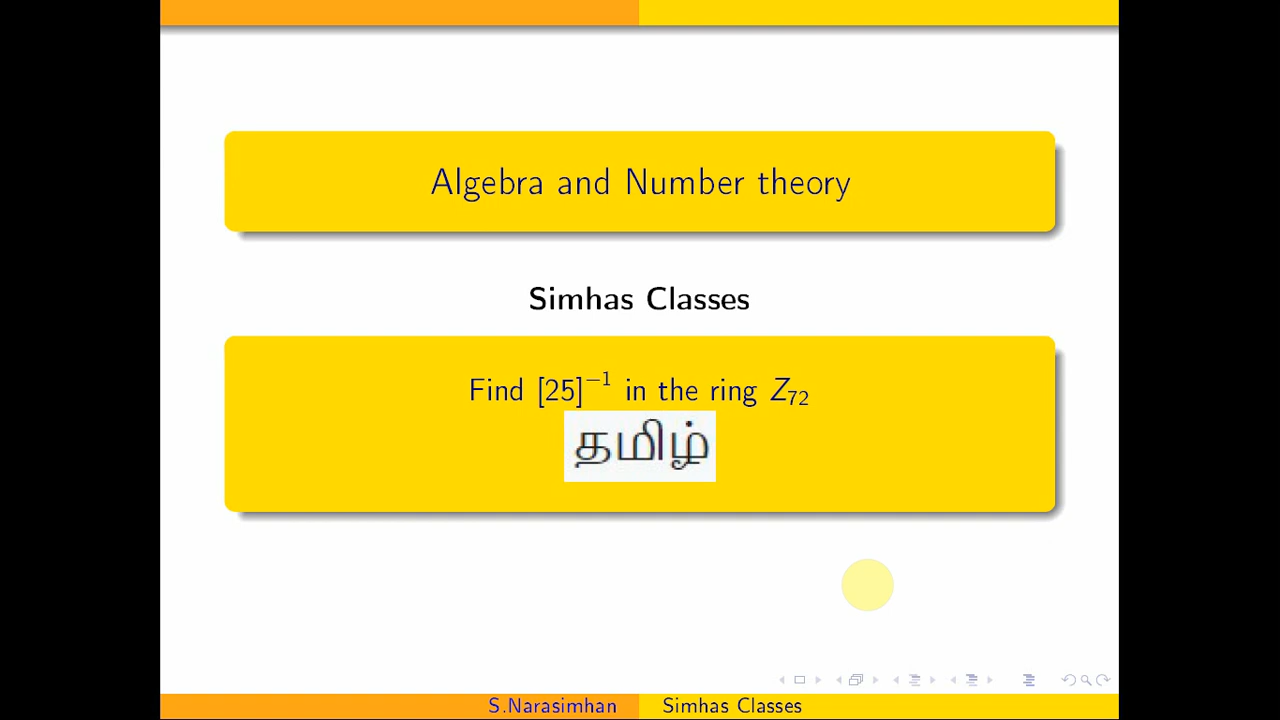 Algebra and Number theory
Simhas Classes
Find [25]⁻¹ in the ring Z₇₂
தமிழ்
S.Narasimhan Simhas Classes